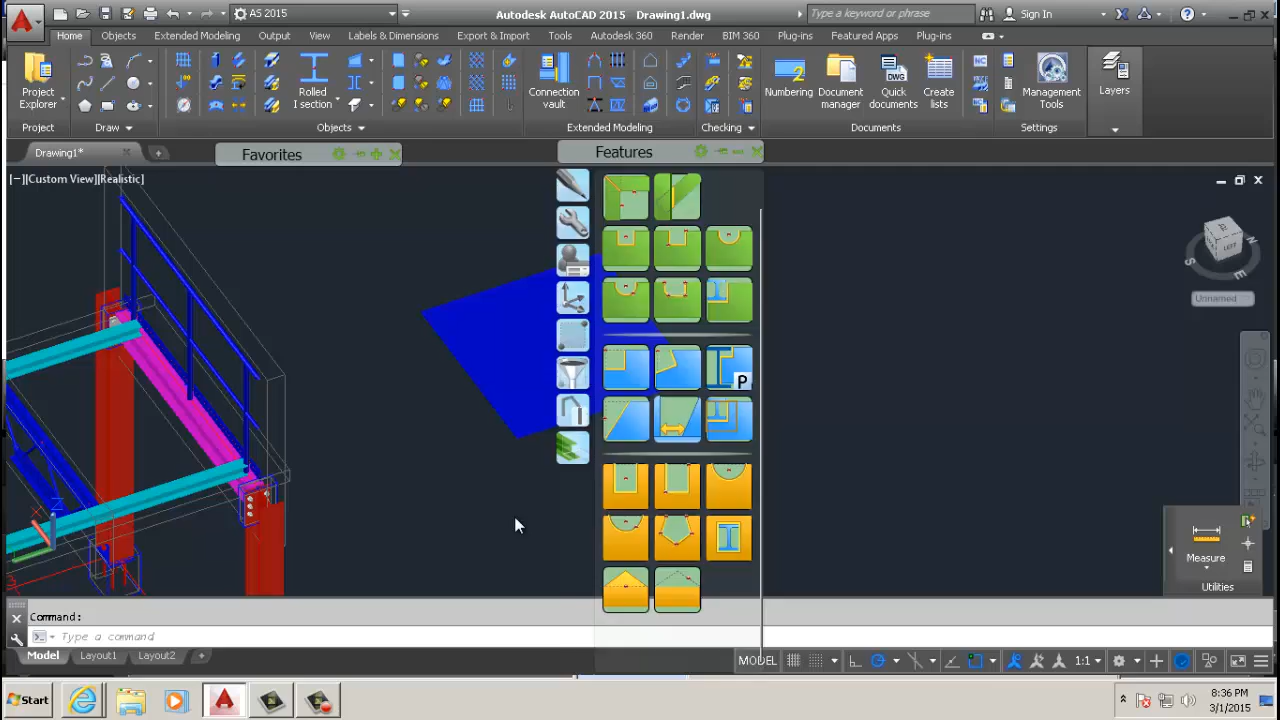 AS 2015
Autodesk AutoCAD 2015 Drawing1.dwg
Type a keyword or phrase
Sign In
Home
Objects
Extended Modeling
Output
View
Labels & Dimensions
Export & Import
Tools
Autodesk 360
Render
BIM 360
Plug-ins
Featured Apps
Plug-ins
Project
Explorer
Rolled
I section
Connection
vault
Numbering
Document
manager
Quick
documents
Create
lists
Management
Tools
Layers
Project
Draw
Objects
Extended Modeling
Checking
Documents
Settings
Drawing1*
Favorites
Features
[−][Custom View][Realistic]
LEFT
S
E
Unnamed
P
Z
X
Measure
Utilities
Command:
Type a command
Model
Layout1
Layout2
MODEL
1:1
Start
8:36 PM
3/1/2015